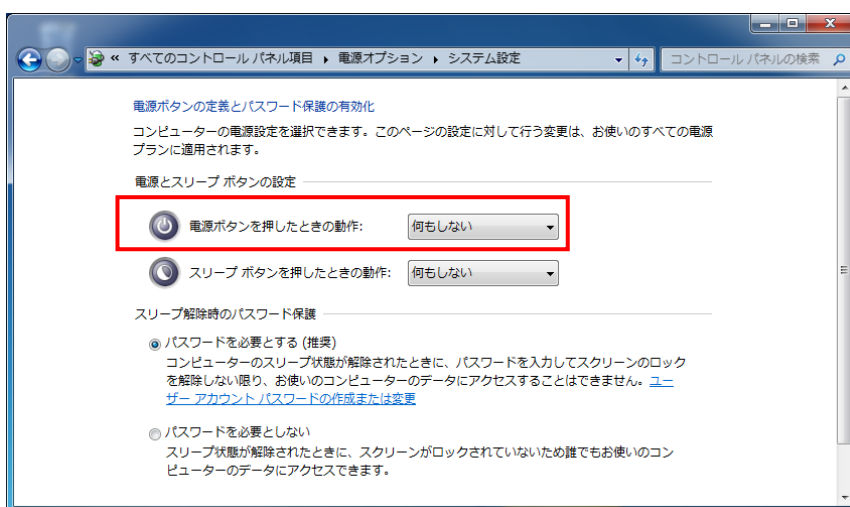 « すべてのコントロール パネル項目 ▸ 電源オプション ▸ システム設定
コントロール パネルの検索
電源ボタンの定義とパスワード保護の有効化
コンピューターの電源設定を選択できます。このページの設定に対して行う変更は、お使いのすべての電源
プランに適用されます。
電源とスリープ ボタンの設定
電源ボタンを押したときの動作: 何もしない
スリープ ボタンを押したときの動作: 何もしない
スリープ解除時のパスワード保護
パスワードを必要とする (推奨)
コンピューターのスリープ状態が解除されたときに、パスワードを入力してスクリーンのロック
を解除しない限り、お使いのコンピューターのデータにアクセスすることはできません。ユー
ザー アカウント パスワードの作成または変更
パスワードを必要としない
スリープ状態が解除されたときに、スクリーンがロックされていないため誰でもお使いのコン
ピューターのデータにアクセスできます。